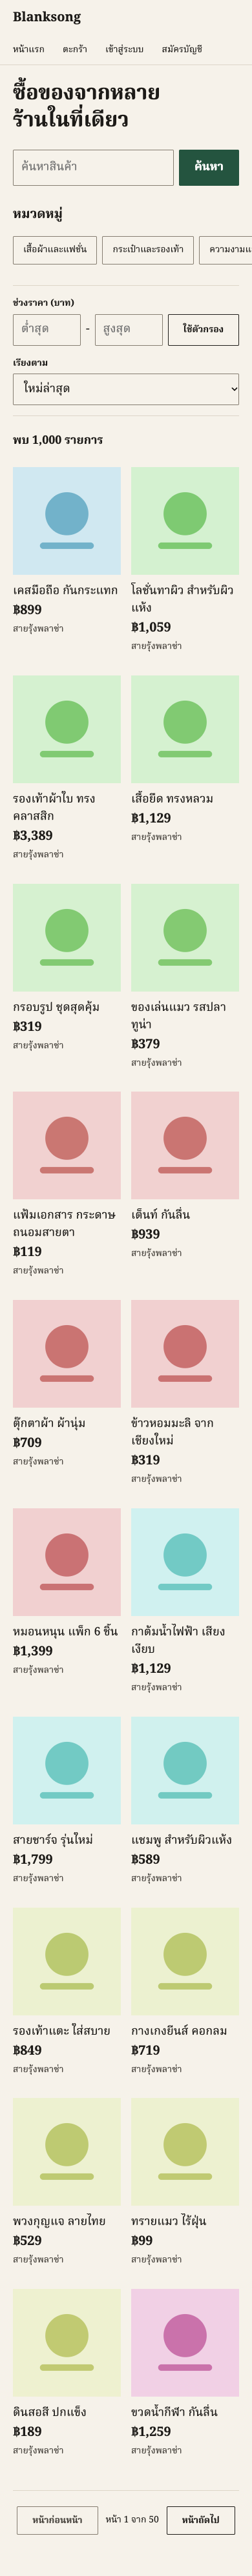 Blanksong
หน้าแรก ตะกร้า เข้าสู่ระบบ สมัครบัญชี
ซื้อของจากหลาย
ร้านในที่เดียว
ค้นหาสินค้า ค้นหา
หมวดหมู่
เสื้อผ้าและแฟชั่น กระเป๋าและรองเท้า ความงามแ
ช่วงราคา (บาท)
ต่ำสุด - สูงสุด ใช้ตัวกรอง
เรียงตาม
ใหม่ล่าสุด
พบ 1,000 รายการ
เคสมือถือ กันกระแทก
฿899
สายรุ้งพลาซ่า
โลชั่นทาผิว สำหรับผิว
แห้ง
฿1,059
สายรุ้งพลาซ่า
รองเท้าผ้าใบ ทรง
คลาสสิก
฿3,389
สายรุ้งพลาซ่า
เสื้อยืด ทรงหลวม
฿1,129
สายรุ้งพลาซ่า
กรอบรูป ชุดสุดคุ้ม
฿319
สายรุ้งพลาซ่า
ของเล่นแมว รสปลา
ทูน่า
฿379
สายรุ้งพลาซ่า
แฟ้มเอกสาร กระดาษ
ถนอมสายตา
฿119
สายรุ้งพลาซ่า
เต็นท์ กันลื่น
฿939
สายรุ้งพลาซ่า
ตุ๊กตาผ้า ผ้านุ่ม
฿709
สายรุ้งพลาซ่า
ข้าวหอมมะลิ จาก
เชียงใหม่
฿319
สายรุ้งพลาซ่า
หมอนหนุน แพ็ก 6 ชิ้น
฿1,399
สายรุ้งพลาซ่า
กาต้มน้ำไฟฟ้า เสียง
เงียบ
฿1,129
สายรุ้งพลาซ่า
สายชาร์จ รุ่นใหม่
฿1,799
สายรุ้งพลาซ่า
แชมพู สำหรับผิวแห้ง
฿589
สายรุ้งพลาซ่า
รองเท้าแตะ ใส่สบาย
฿849
สายรุ้งพลาซ่า
กางเกงยีนส์ คอกลม
฿719
สายรุ้งพลาซ่า
พวงกุญแจ ลายไทย
฿529
สายรุ้งพลาซ่า
ทรายแมว ไร้ฝุ่น
฿99
สายรุ้งพลาซ่า
ดินสอสี ปกแข็ง
฿189
สายรุ้งพลาซ่า
ขวดน้ำกีฬา กันลื่น
฿1,259
สายรุ้งพลาซ่า
หน้าก่อนหน้า หน้า 1 จาก 50 หน้าถัดไป